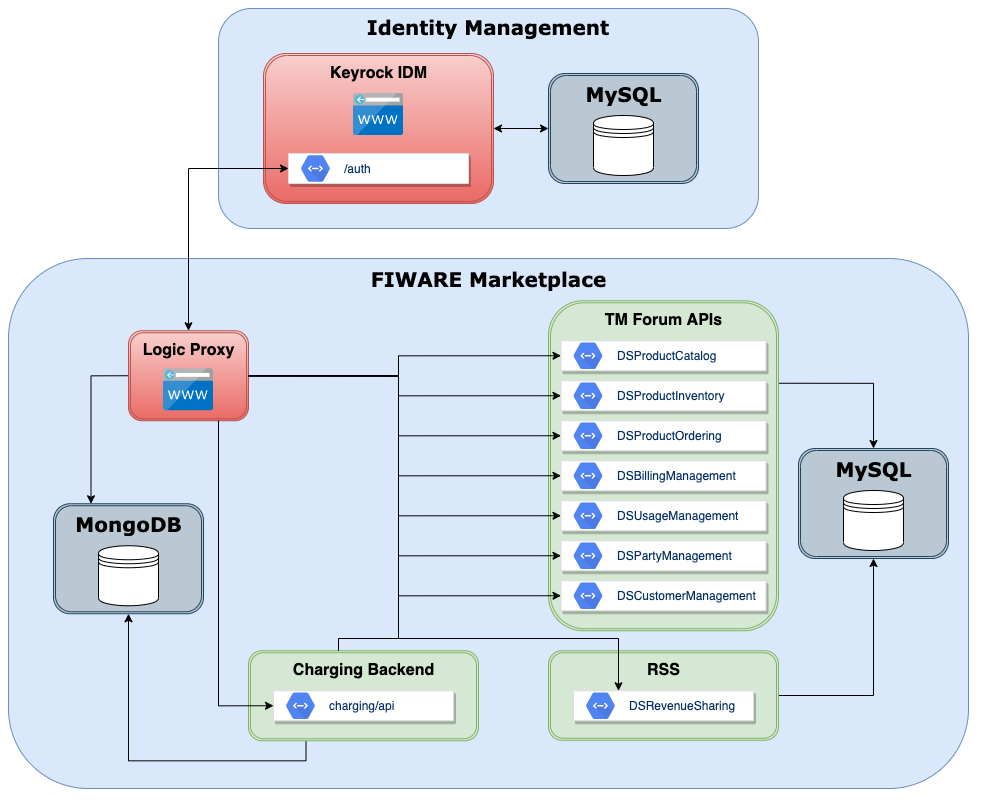 Identity Management
Keyrock IDM
WWW
/auth
MySQL
FIWARE Marketplace
Logic Proxy
WWW
TM Forum APIs
DSProductCatalog
DSProductInventory
DSProductOrdering
DSBillingManagement
DSUsageManagement
DSPartyManagement
DSCustomerManagement
MySQL
MongoDB
Charging Backend
charging/api
RSS
DSRevenueSharing